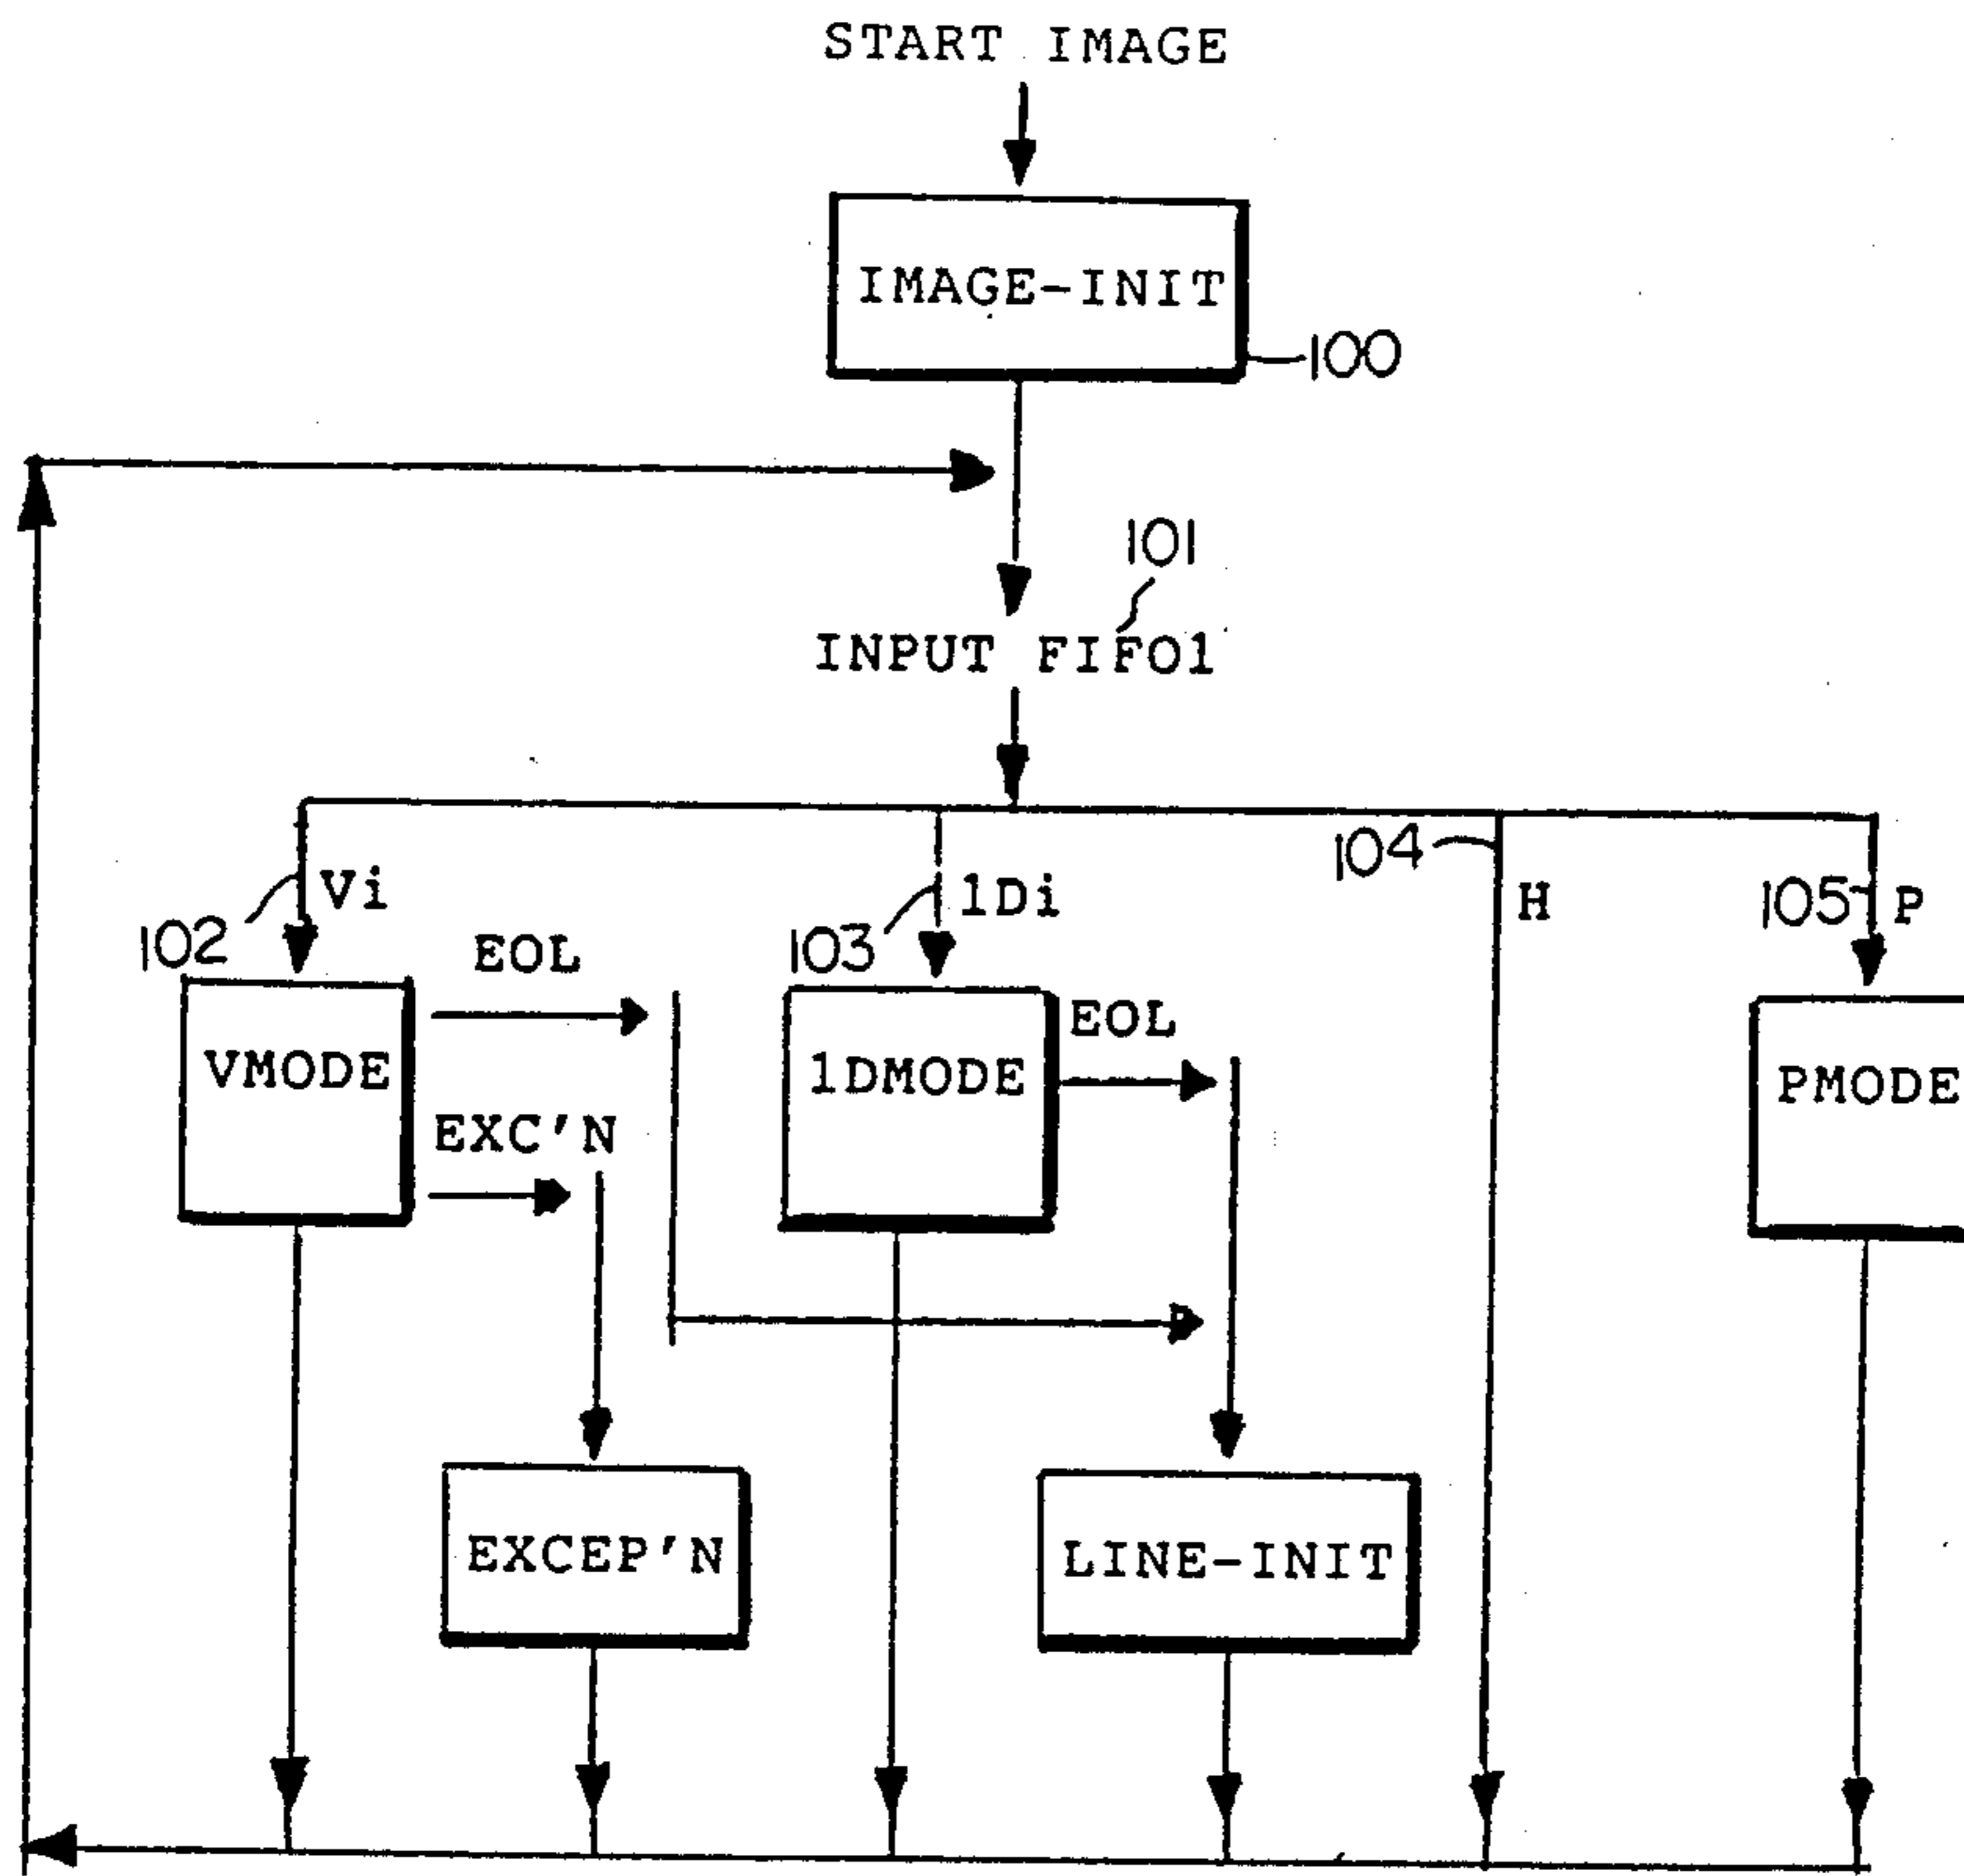 START IMAGE
IMAGE-INIT
100
101
INPUT FIFO1
104
Vi
1Di
H
105
P
102
103
EOL
EOL
VMODE
1DMODE
PMODE
EXC'N
EXCEP'N
LINE-INIT